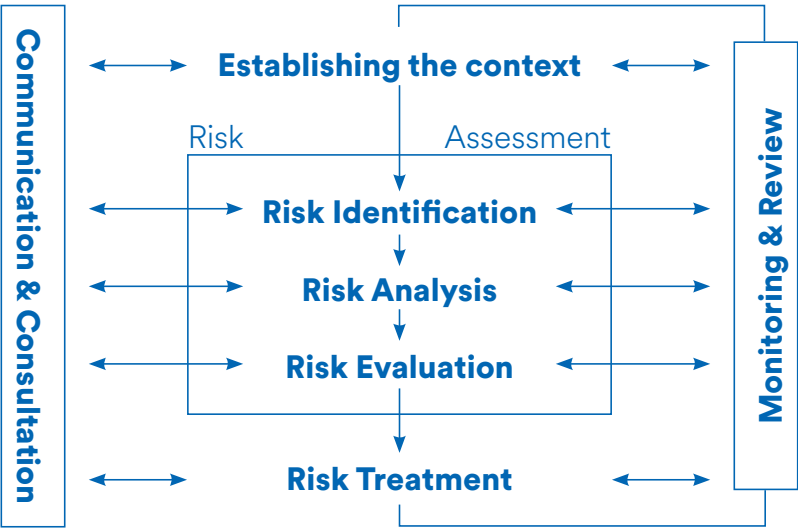 Communication & Consultation
Establishing the context
Risk Assessment
Risk Identification
Risk Analysis
Risk Evaluation
Risk Treatment
Monitoring & Review